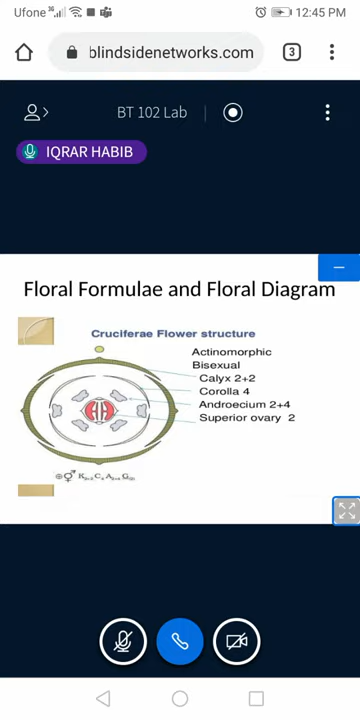 Ufone 3G 12:45 PM
blindsidenetworks.com 3
BT 102 Lab
IQRAR HABIB
Floral Formulae and Floral Diagram
Cruciferae Flower structure
Actinomorphic
Bisexual
Calyx 2+2
Corolla 4
Androecium 2+4
Superior ovary 2